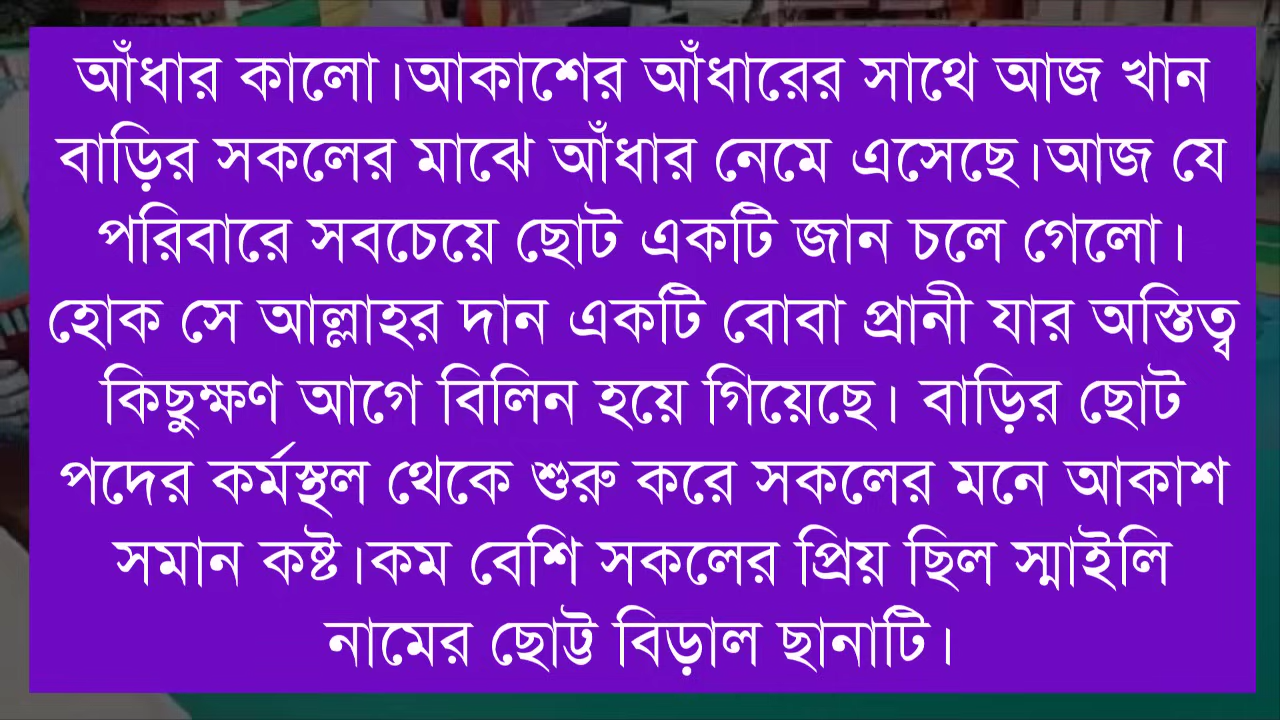 আঁধার কালো।আকাশের আঁধারের সাথে আজ খান
বাড়ির সকলের মাঝে আঁধার নেমে এসেছে।আজ যে
পরিবারে সবচেয়ে ছোট একটি জান চলে গেলো।
হোক সে আল্লাহর দান একটি বোবা প্রানী যার অস্তিত্ব
কিছুক্ষণ আগে বিলিন হয়ে গিয়েছে। বাড়ির ছোট
পদের কর্মস্থল থেকে শুরু করে সকলের মনে আকাশ
সমান কষ্ট।কম বেশি সকলের প্রিয় ছিল স্মাইলি
নামের ছোট্ট বিড়াল ছানাটি।